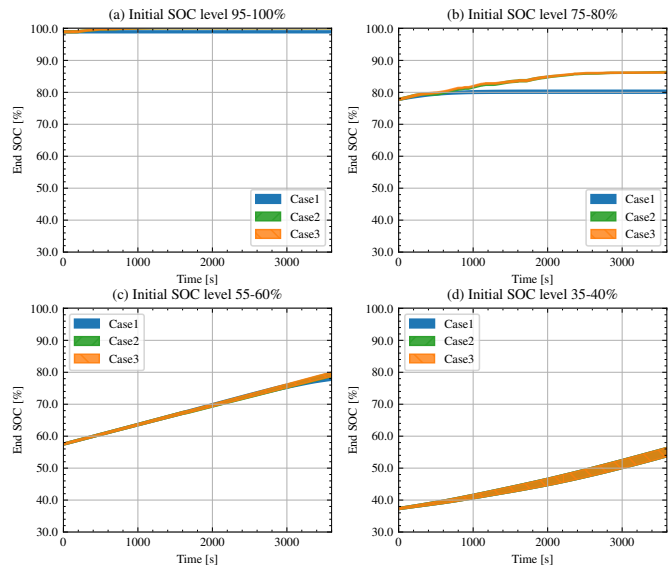 (a) Initial SOC level 95-100%
100.0
90.0
80.0
70.0
60.0
50.0
40.0
30.0
End SOC [%]
Case1
Case2
Case3
0 1000 2000 3000
Time [s]
(b) Initial SOC level 75-80%
100.0
90.0
80.0
70.0
60.0
50.0
40.0
30.0
End SOC [%]
Case1
Case2
Case3
0 1000 2000 3000
Time [s]
(c) Initial SOC level 55-60%
100.0
90.0
80.0
70.0
60.0
50.0
40.0
30.0
End SOC [%]
Case1
Case2
Case3
0 1000 2000 3000
Time [s]
(d) Initial SOC level 35-40%
100.0
90.0
80.0
70.0
60.0
50.0
40.0
30.0
End SOC [%]
Case1
Case2
Case3
0 1000 2000 3000
Time [s]